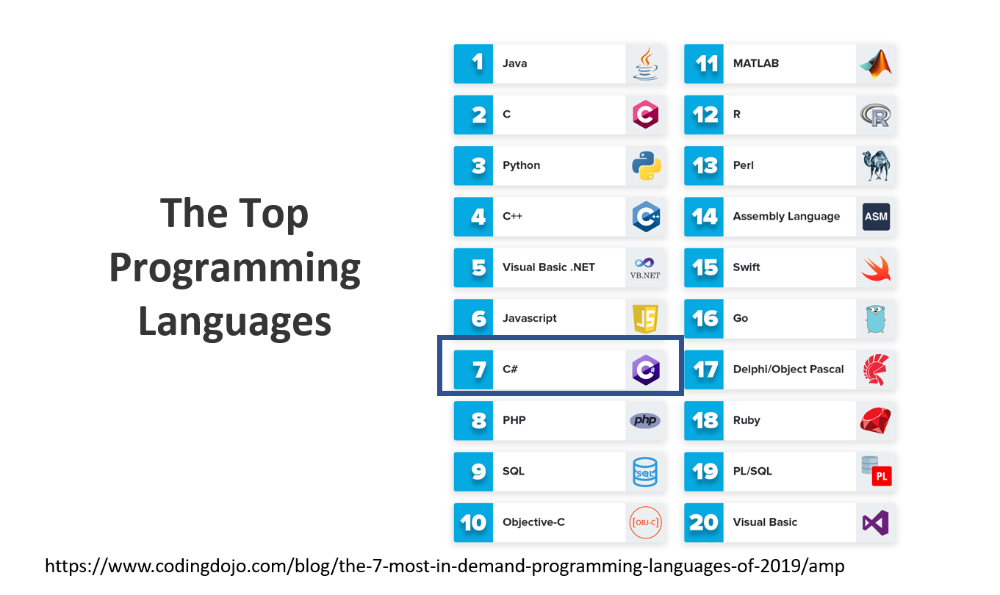 The Top
Programming
Languages
1 Java
2 C
3 Python
4 C++
5 Visual Basic .NET VB.NET
6 Javascript JS
7 C# C#
8 PHP php
9 SQL SQL
10 Objective-C [OBJ-C]
11 MATLAB
12 R R
13 Perl
14 Assembly Language ASM
15 Swift
16 Go
17 Delphi/Object Pascal
18 Ruby
19 PL/SQL PL
20 Visual Basic
https://www.codingdojo.com/blog/the-7-most-in-demand-programming-languages-of-2019/amp